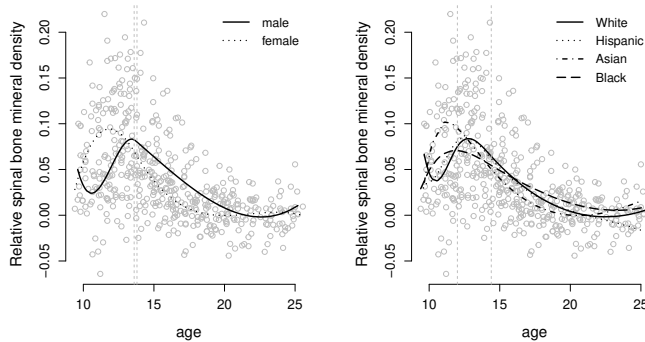 Relative spinal bone mineral density
0.20
0.15
0.10
0.05
0.00
−0.05
10 15 20 25
age
male
female
Relative spinal bone mineral density
0.20
0.15
0.10
0.05
0.00
−0.05
10 15 20 25
age
White
Hispanic
Asian
Black